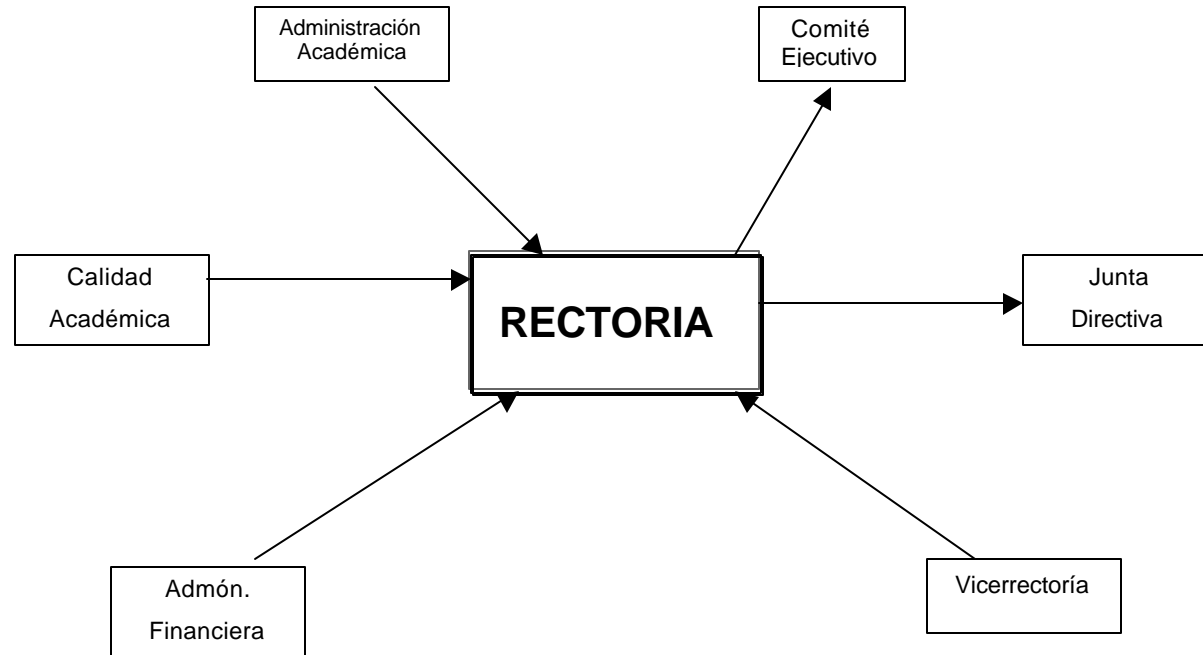 Administración
Académica
Comité
Ejecutivo
Calidad
Académica
RECTORIA
Junta
Directiva
Admón.
Financiera
Vicerrectoría